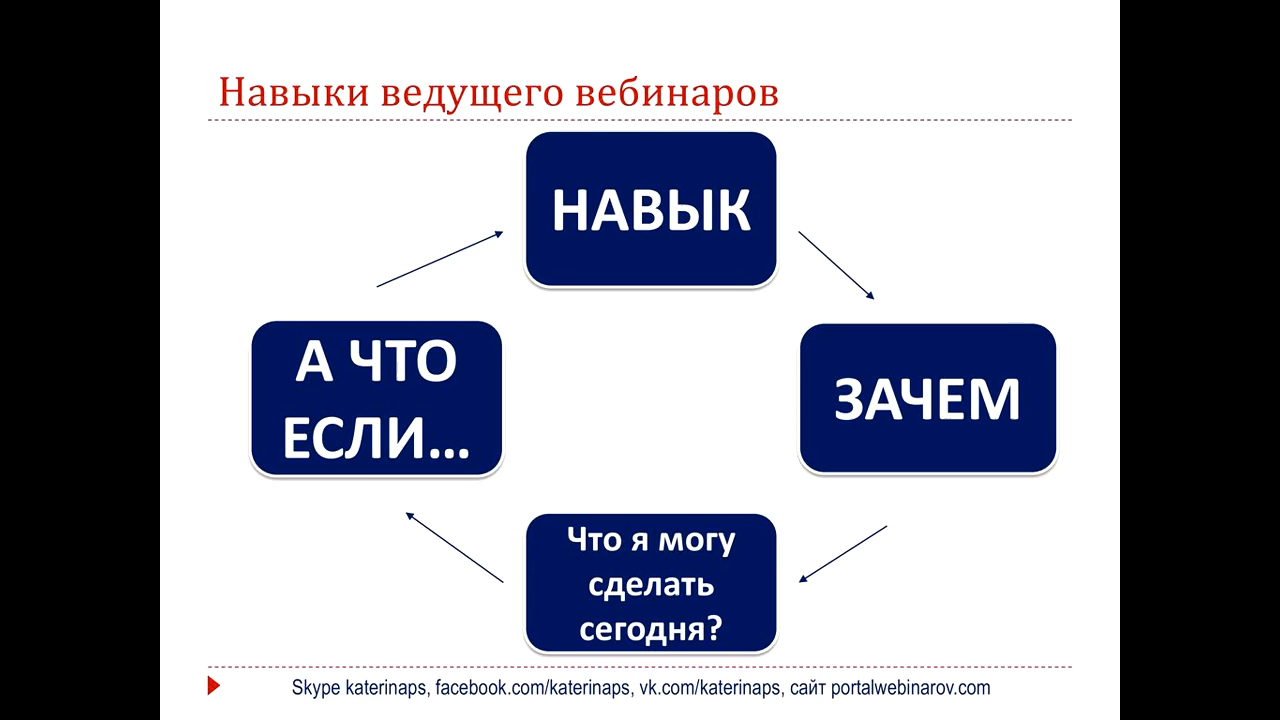 Навыки ведущего вебинаров
НАВЫК
А ЧТО
ЕСЛИ...
ЗАЧЕМ
Что я могу
сделать
сегодня?
Skype katerinaps, facebook.com/katerinaps, vk.com/katerinaps, сайт portalwebinarov.com